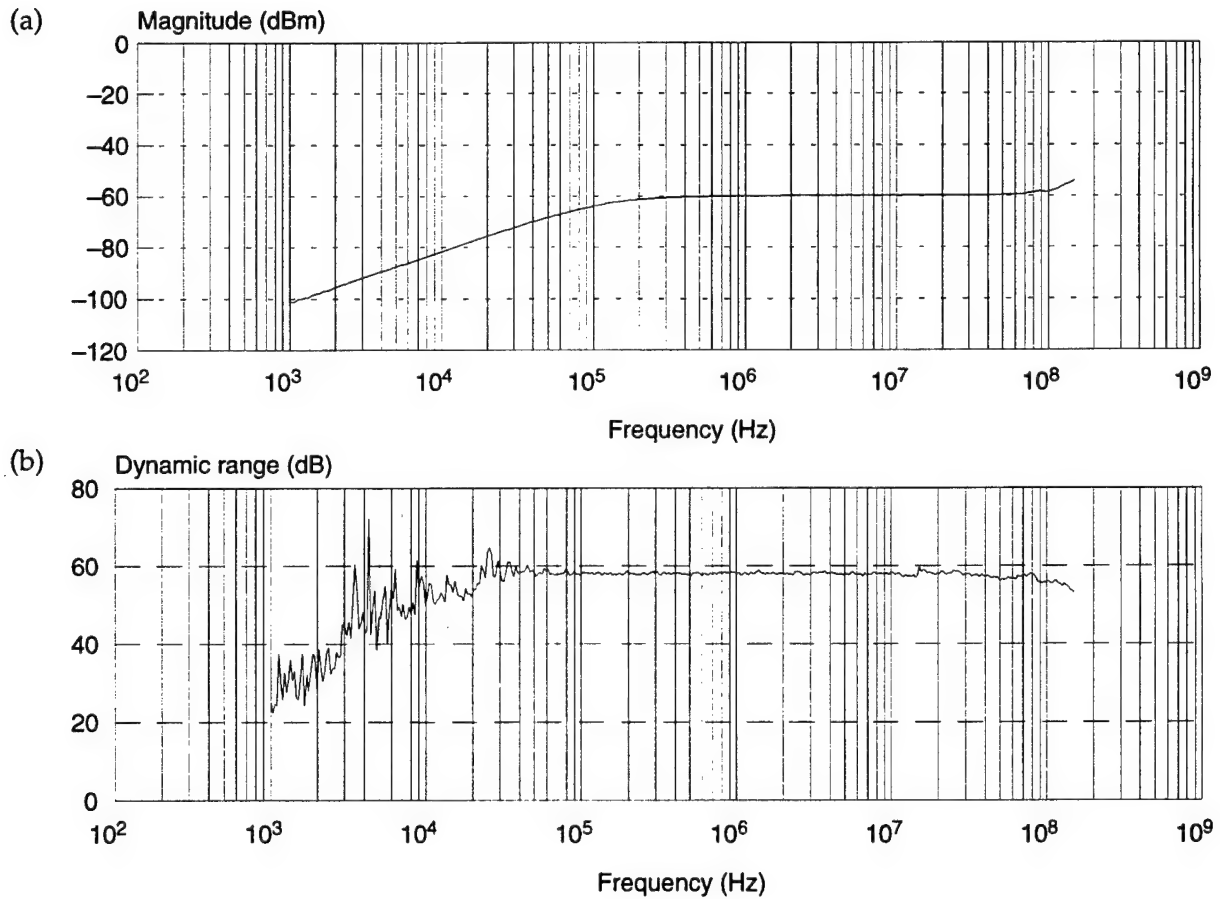 (a)
Magnitude (dBm)
0
–20
–40
–60
–80
–100
–120
10² 10³ 10⁴ 10⁵ 10⁶ 10⁷ 10⁸ 10⁹
Frequency (Hz)
(b)
Dynamic range (dB)
80
60
40
20
0
10² 10³ 10⁴ 10⁵ 10⁶ 10⁷ 10⁸ 10⁹
Frequency (Hz)